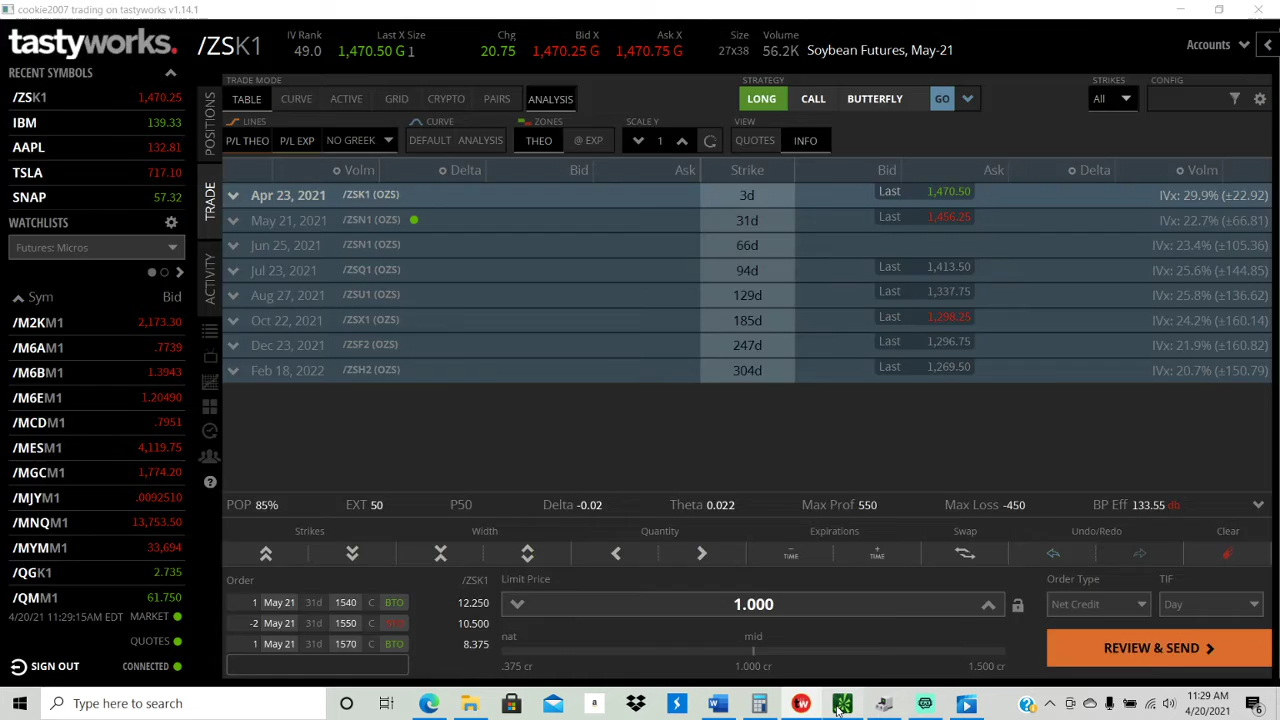 cookie2007 trading on tastyworks v1.14.1
tastyworks. /ZSK1 IV Rank 49.0 Last X Size 1,470.50 G 1 Chg 20.75 Bid X 1,470.25 G Ask X 1,470.75 G Size 27x38 Volume 56.2K Soybean Futures, May-21 Accounts
RECENT SYMBOLS
/ZSK1 1,470.25
IBM 139.33
AAPL 132.81
TSLA 717.10
SNAP 57.32
WATCHLISTS
Futures: Micros
Sym Bid
/M2KM1 2,173.30
/M6AM1 .7739
/M6BM1 1.3943
/M6EM1 1.20490
/MCDM1 .7951
/MESM1 4,119.75
/MGCM1 1,774.20
/MJYM1 .0092510
/MNQM1 13,753.50
/MYMM1 33,694
/QGK1 2.735
/QMM1 61.750
4/20/21 11:29:15AM EDT MARKET
QUOTES
SIGN OUT CONNECTED
POSITIONS
TRADE
ACTIVITY
TRADE MODE STRATEGY STRIKES CONFIG
TABLE CURVE ACTIVE GRID CRYPTO PAIRS ANALYSIS LONG CALL BUTTERFLY GO All
LINES CURVE ZONES SCALE Y VIEW
P/L THEO P/L EXP NO GREEK DEFAULT ANALYSIS THEO @ EXP 1 QUOTES INFO
Volm Delta Bid Ask Strike Bid Ask Delta Volm
Apr 23, 2021 /ZSK1 (OZS) 3d Last 1,470.50 IVx: 29.9% (±22.92)
May 21, 2021 /ZSN1 (OZS) 31d Last 1,456.25 IVx: 22.7% (±66.81)
Jun 25, 2021 /ZSN1 (OZS) 66d IVx: 23.4% (±105.36)
Jul 23, 2021 /ZSQ1 (OZS) 94d Last 1,413.50 IVx: 25.6% (±144.85)
Aug 27, 2021 /ZSU1 (OZS) 129d Last 1,337.75 IVx: 25.8% (±136.62)
Oct 22, 2021 /ZSX1 (OZS) 185d Last 1,298.25 IVx: 24.2% (±160.14)
Dec 23, 2021 /ZSF2 (OZS) 247d Last 1,296.75 IVx: 21.9% (±160.82)
Feb 18, 2022 /ZSH2 (OZS) 304d Last 1,269.50 IVx: 20.7% (±150.79)
POP 85% EXT 50 P50 Delta -0.02 Theta 0.022 Max Prof 550 Max Loss -450 BP Eff 133.55 db
Strikes Width Quantity Expirations Swap Undo/Redo Clear
TIME TIME
Order /ZSK1 Limit Price Order Type TIF
1 May 21 31d 1540 C BTO 12.250 1.000 Net Credit Day
-2 May 21 31d 1550 C STO 10.500
1 May 21 31d 1570 C BTO 8.375
nat mid
.375 cr 1.000 cr 1.500 cr
REVIEW & SEND
Type here to search
11:29 AM
4/20/2021
6